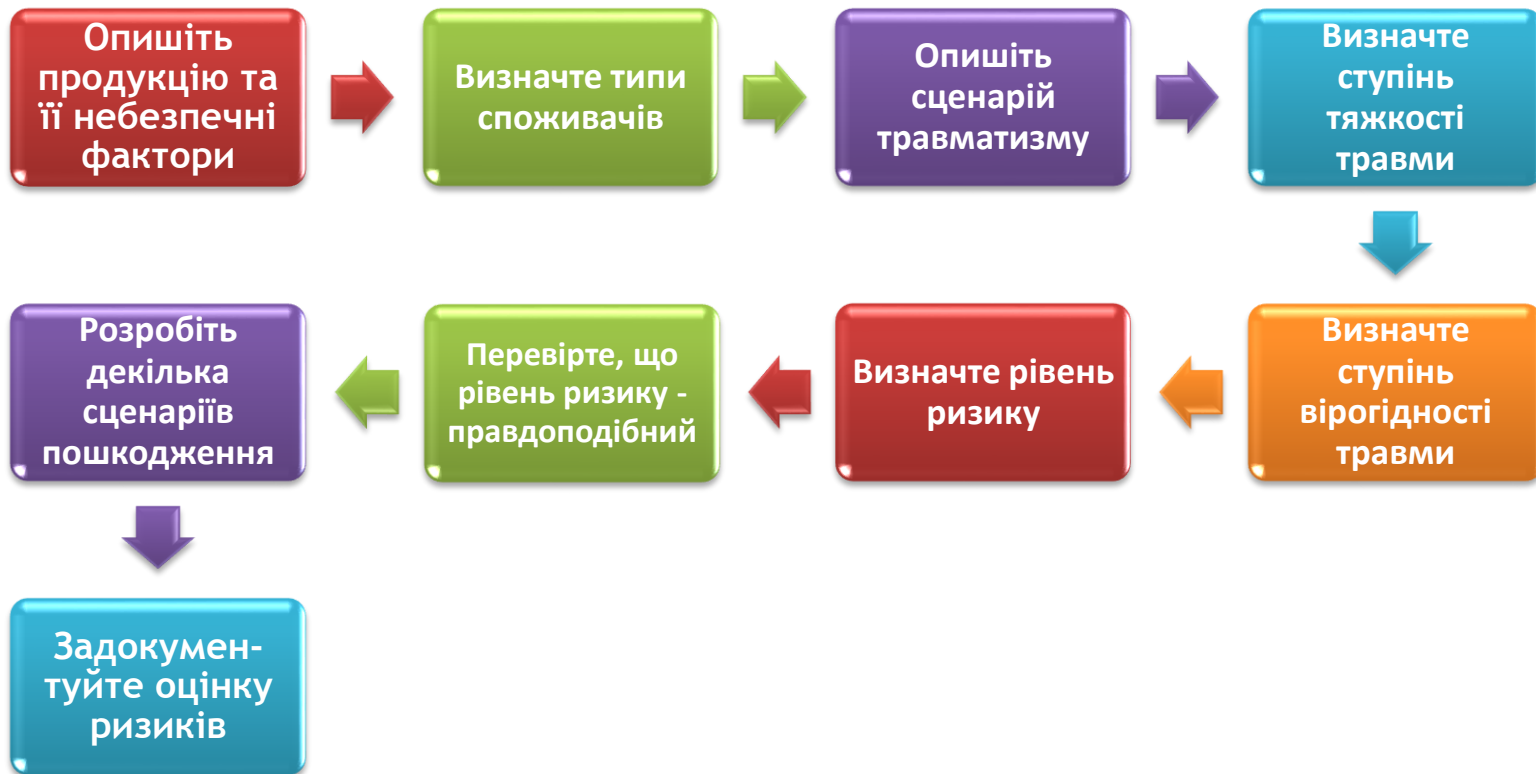 Опишіть
продукцію та
її небезпечні
фактори
Визначте типи
споживачів
Опишіть
сценарій
травматизму
Визначте
ступінь
тяжкості
травми
Визначте
ступінь
вірогідності
травми
Визначте рівень
ризику
Перевірте, що
рівень ризику -
правдоподібний
Розробіть
декілька
сценаріїв
пошкодження
Задокумен-
туйте оцінку
ризиків